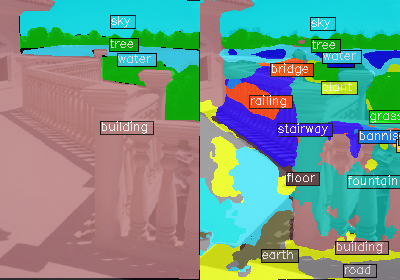 sky
tree
water
building
sky
tree
water
bridge
plant
railing
grass
stairway
bannis
floor
fountain
building
earth
road